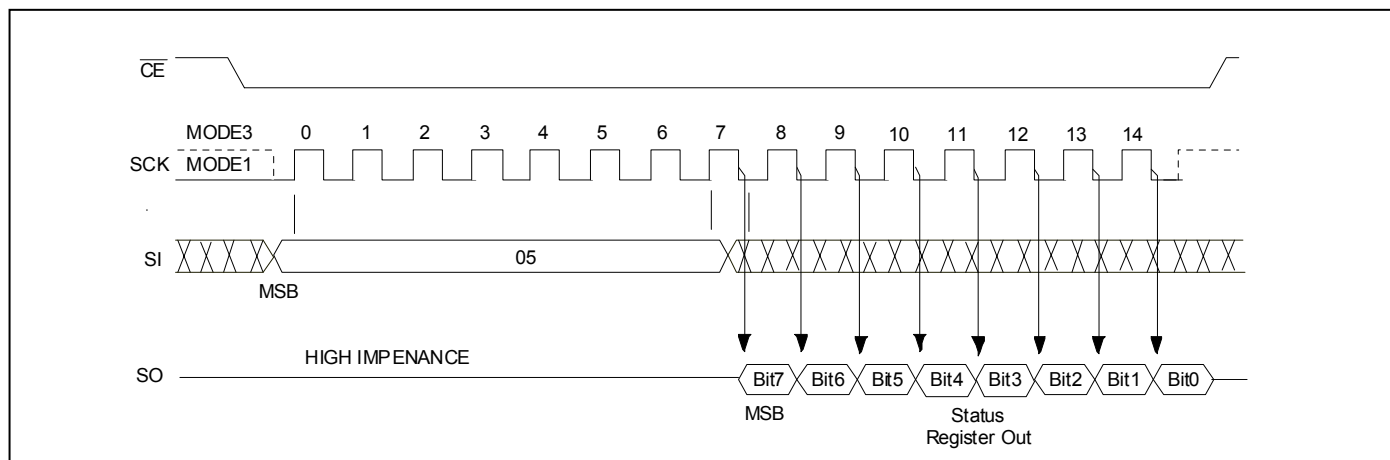 CE
MODE3 0 1 2 3 4 5 6 7 8 9 10 11 12 13 14
SCK MODE1
SI 05
MSB
HIGH IMPENANCE
SO Bit7 Bit6 Bit5 Bit4 Bit3 Bit2 Bit1 Bit0
MSB Status
Register Out